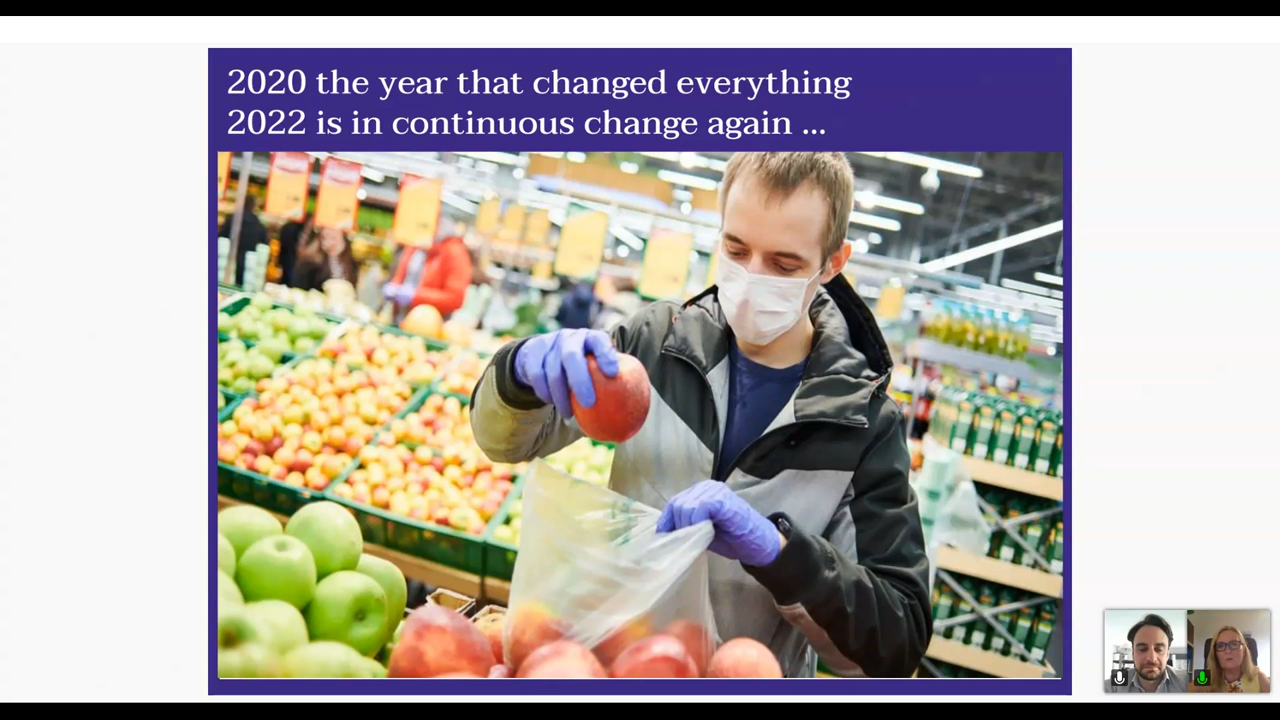 2020 the year that changed everything
2022 is in continuous change again ...